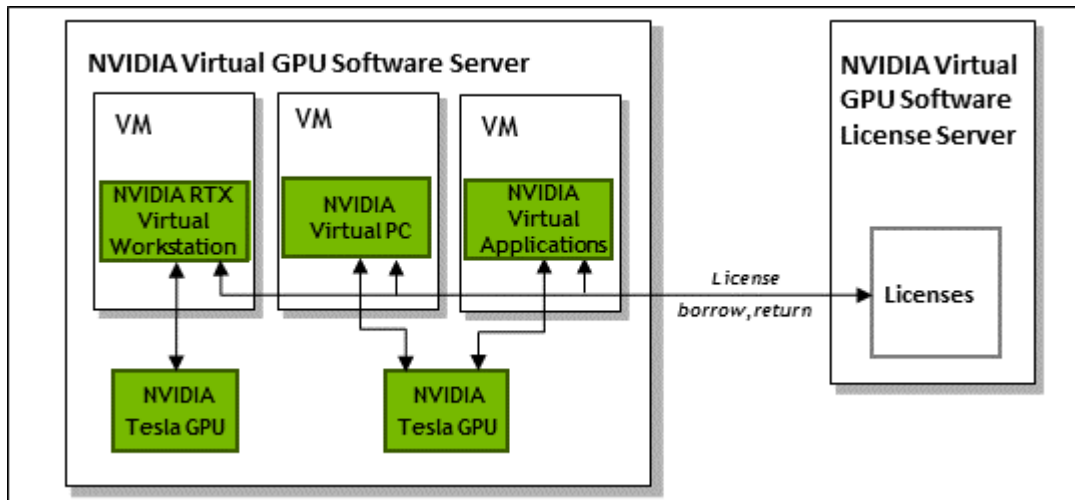 NVIDIA Virtual GPU Software Server
VM
NVIDIA RTX
Virtual
Workstation
VM
NVIDIA
Virtual PC
VM
NVIDIA
Virtual
Applications
NVIDIA
Tesla GPU
NVIDIA
Tesla GPU
License
borrow,return
NVIDIA Virtual
GPU Software
License Server
Licenses